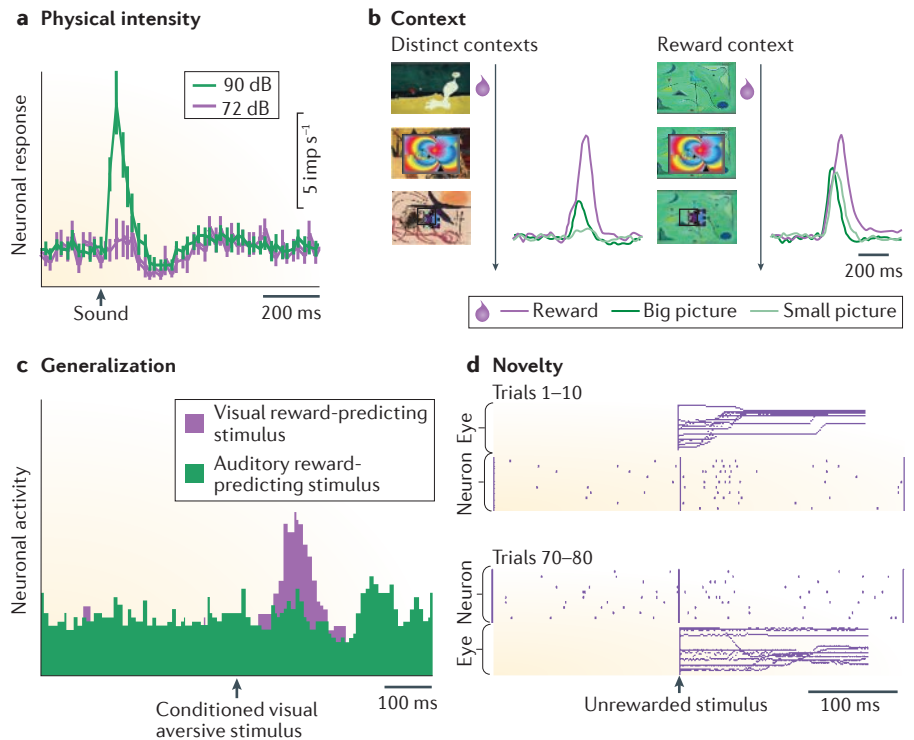 a Physical intensity
Neuronal response
90 dB
72 dB
5 imp s⁻¹
Sound
200 ms
b Context
Distinct contexts
Reward context
200 ms
Reward
Big picture
Small picture
c Generalization
Neuronal activity
Visual reward-predicting
stimulus
Auditory reward-
predicting stimulus
Conditioned visual
aversive stimulus
100 ms
d Novelty
Trials 1–10
Eye
Neuron
Trials 70–80
Neuron
Eye
Unrewarded stimulus
100 ms